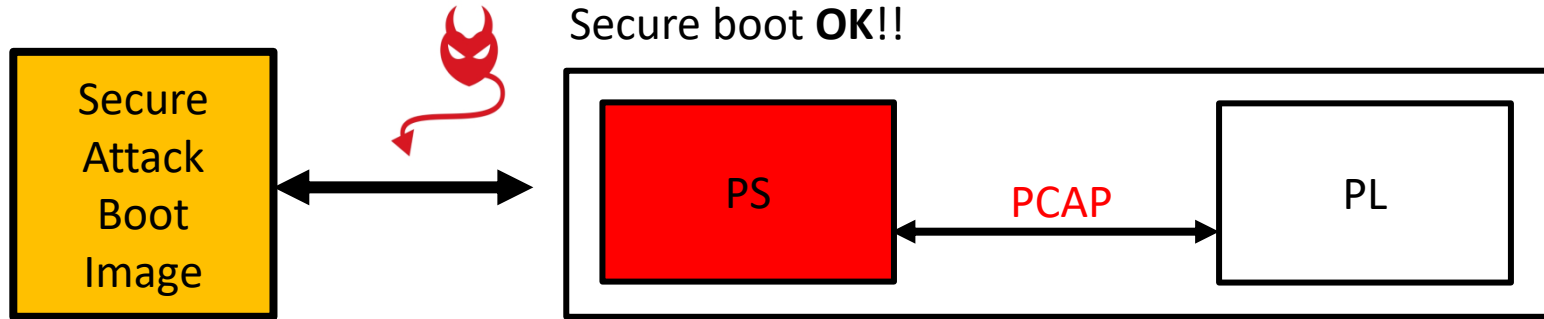 Secure boot OK!!
Secure
Attack
Boot
Image
PS
PCAP
PL